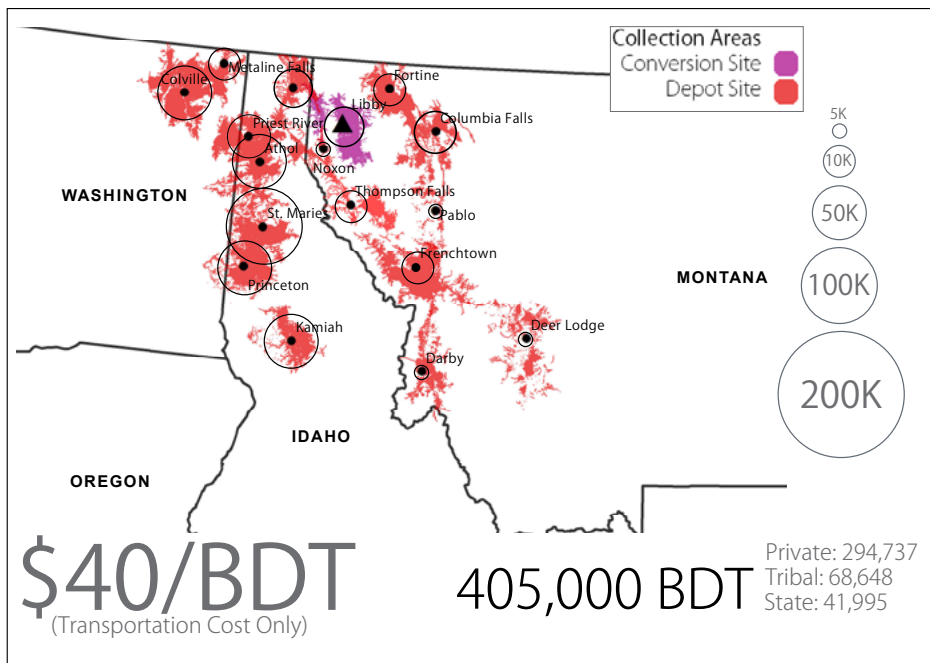 Collection Areas
Conversion Site
Depot Site
Metaline Falls
Colville
Fortine
Libby
Priest River
Columbia Falls
Athol
Noxon
WASHINGTON
Thompson Falls
St. Maries
Pablo
Frenchtown
MONTANA
Princeton
Kamiah
Deer Lodge
Darby
IDAHO
OREGON
5K
10K
50K
100K
200K
$40/BDT
(Transportation Cost Only)
405,000 BDT
Private: 294,737
Tribal: 68,648
State: 41,995